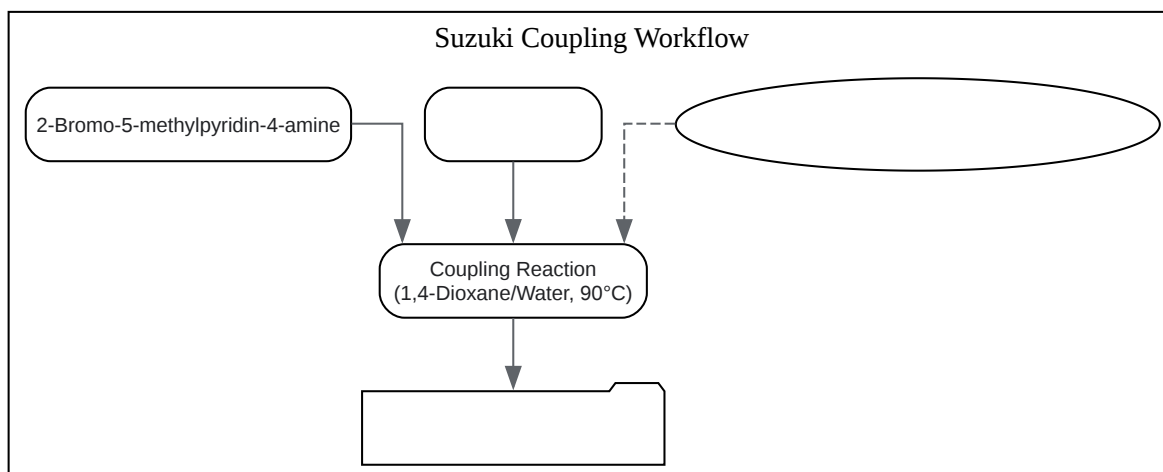 Suzuki Coupling Workflow
2-Bromo-5-methylpyridin-4-amine
Coupling Reaction
(1,4-Dioxane/Water, 90°C)